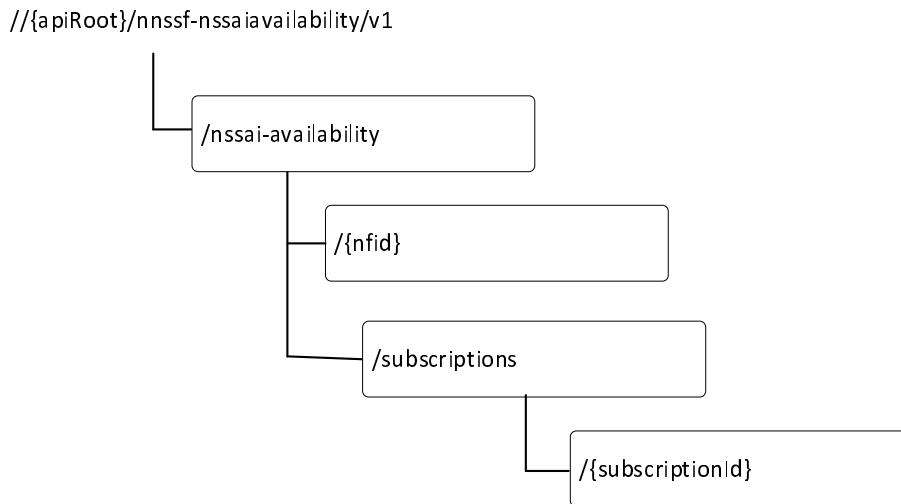 //{apiRoot}/nnssf-nssaiavailability/v1
/nssai-availability
/{nfid}
/subscriptions
/{subscriptionId}